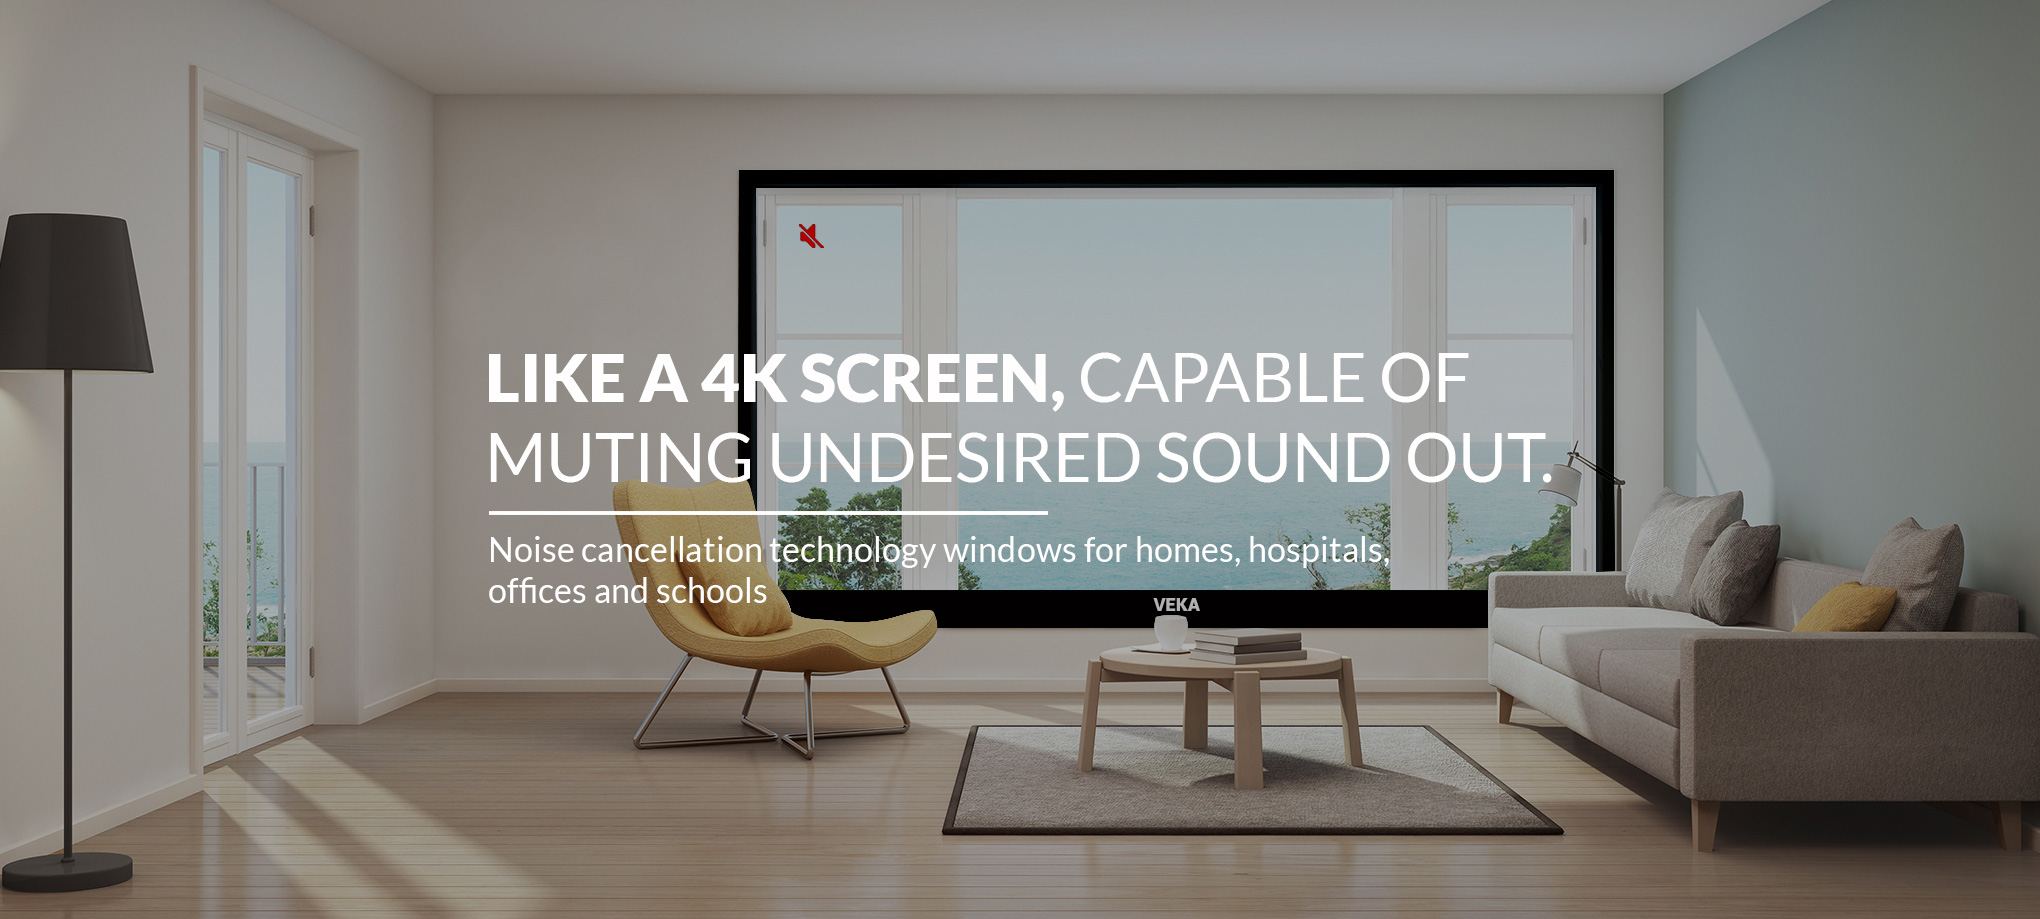 LIKE A 4K SCREEN, CAPABLE OF
MUTING UNDESIRED SOUND OUT.
Noise cancellation technology windows for homes, hospitals,
offices and schools
VEKA